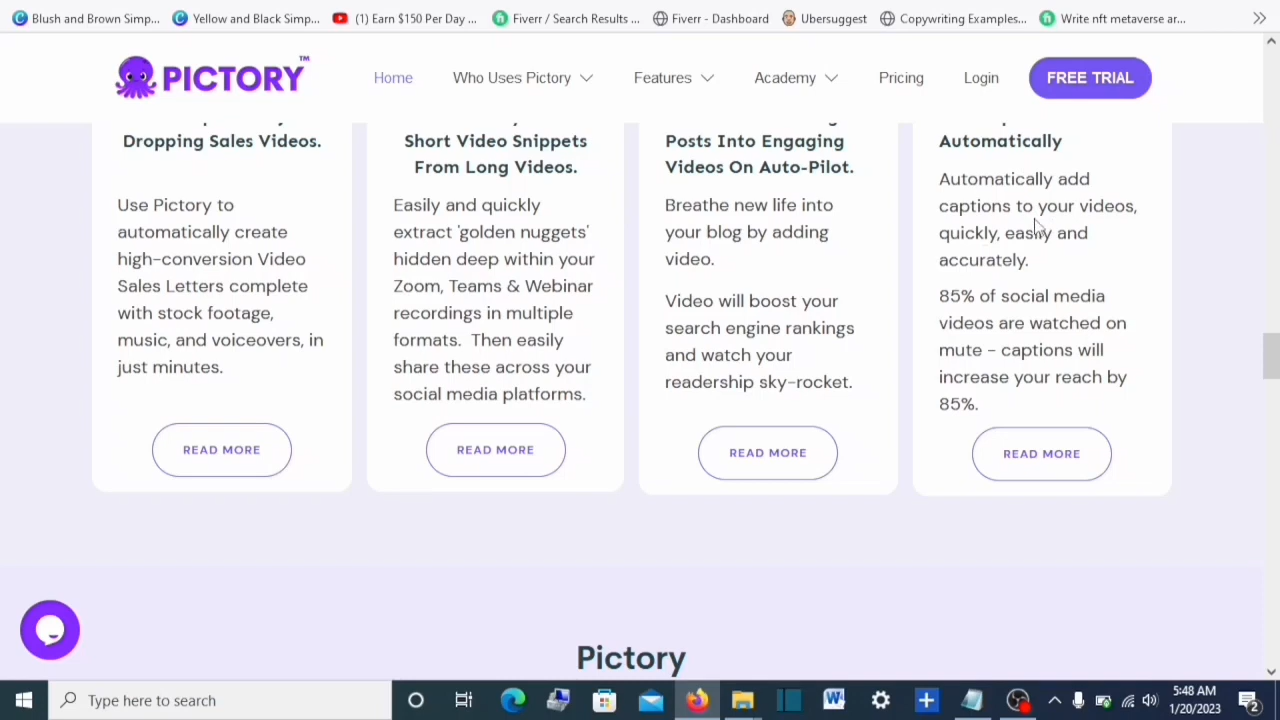 Blush and Brown Simp...
Yellow and Black Simp...
(1) Earn $150 Per Day ...
Fiverr / Search Results ...
Fiverr - Dashboard
Ubersuggest
Copywriting Examples...
Write nft metaverse ar...
PICTORY™
Home
Who Uses Pictory
Features
Academy
Pricing
Login
FREE TRIAL
Dropping Sales Videos.
Use Pictory to
automatically create
high-conversion Video
Sales Letters complete
with stock footage,
music, and voiceovers, in
just minutes.
READ MORE
Short Video Snippets
From Long Videos.
Easily and quickly
extract 'golden nuggets'
hidden deep within your
Zoom, Teams & Webinar
recordings in multiple
formats. Then easily
share these across your
social media platforms.
READ MORE
Posts Into Engaging
Videos On Auto-Pilot.
Breathe new life into
your blog by adding
video.
Video will boost your
search engine rankings
and watch your
readership sky-rocket.
READ MORE
Automatically
Automatically add
captions to your videos,
quickly, easily and
accurately.
85% of social media
videos are watched on
mute - captions will
increase your reach by
85%.
READ MORE
Pictory
Type here to search
5:48 AM
1/20/2023
2